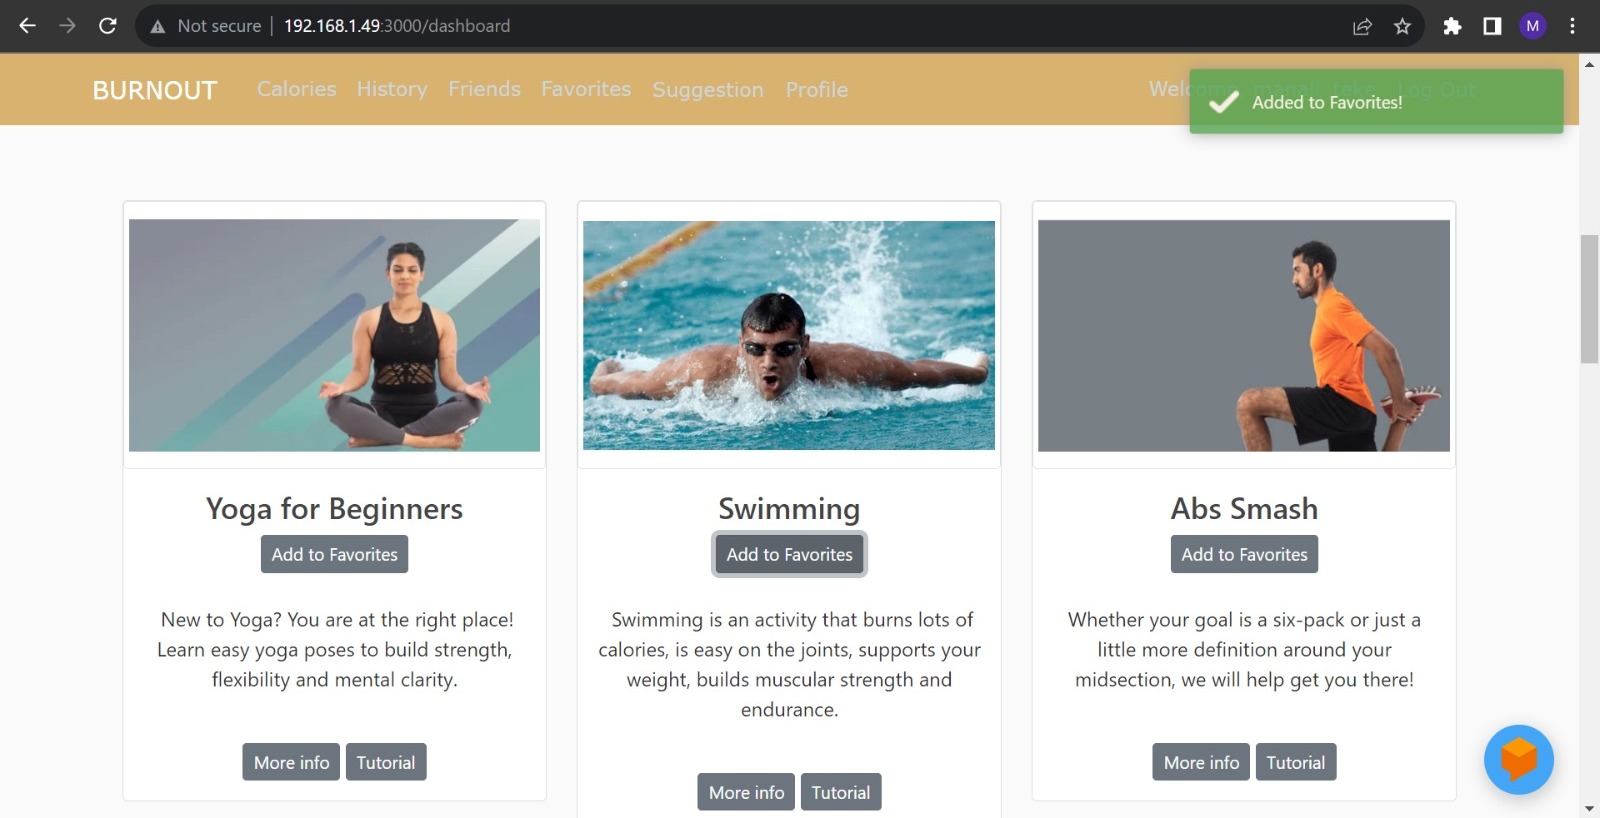 Not secure | 192.168.1.49:3000/dashboard
M
BURNOUT Calories History Friends Favorites Suggestion Profile
Welcome Log Out
Added to Favorites!
Yoga for Beginners
Add to Favorites
New to Yoga? You are at the right place!
Learn easy yoga poses to build strength,
flexibility and mental clarity.
More info Tutorial
Swimming
Add to Favorites
Swimming is an activity that burns lots of
calories, is easy on the joints, supports your
weight, builds muscular strength and
endurance.
More info Tutorial
Abs Smash
Add to Favorites
Whether your goal is a six-pack or just a
little more definition around your
midsection, we will help get you there!
More info Tutorial